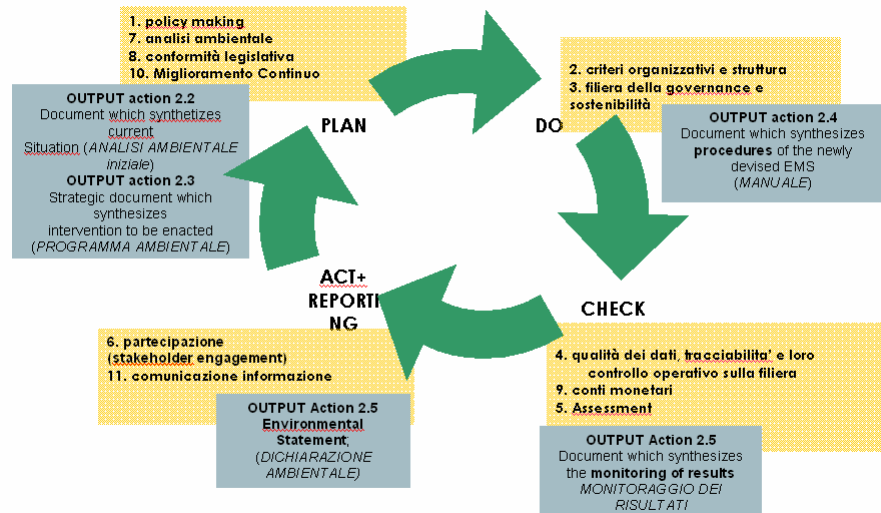 1. policy making
7. analisi ambientale
8. conformità legislativa
10. Miglioramento Continuo
OUTPUT action 2.2
Document which synthetizes
current
Situation (ANALISI AMBIENTALE
iniziale)
OUTPUT action 2.3
Strategic document which
synthesizes
intervention to be enacted
(PROGRAMMA AMBIENTALE)
PLAN
DO
2. criteri organizzativi e struttura
3. filiera della governance e
sostenibilità
OUTPUT action 2.4
Document which synthesizes
procedures of the newly
devised EMS
(MANUALE)
ACT+
REPORTI
NG
CHECK
6. partecipazione
(stakeholder engagement)
11. comunicazione informazione
OUTPUT Action 2.5
Environmental
Statement;
(DICHIARAZIONE
AMBIENTALE)
4. qualità dei dati, tracciabilita' e loro
controllo operativo sulla filiera
9. conti monetari
5. Assessment
OUTPUT Action 2.5
Document which synthesizes
the monitoring of results
MONITORAGGIO DEI
RISULTATI